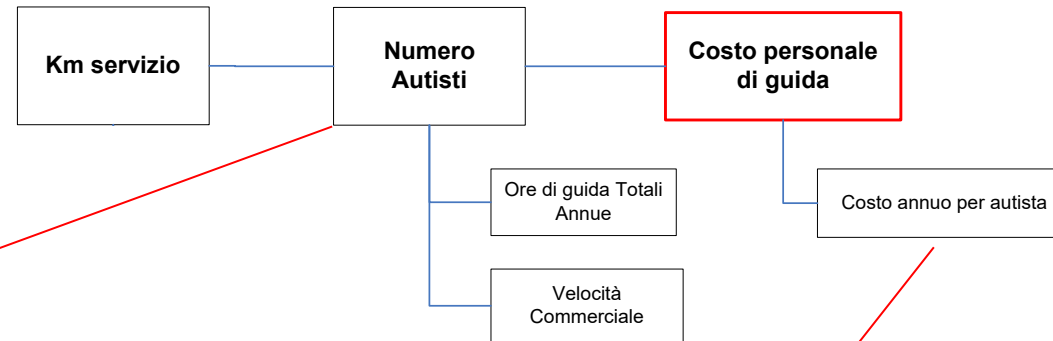 Km servizio
Numero
Autisti
Costo personale
di guida
Ore di guida Totali
Annue
Costo annuo per autista
Velocità
Commerciale